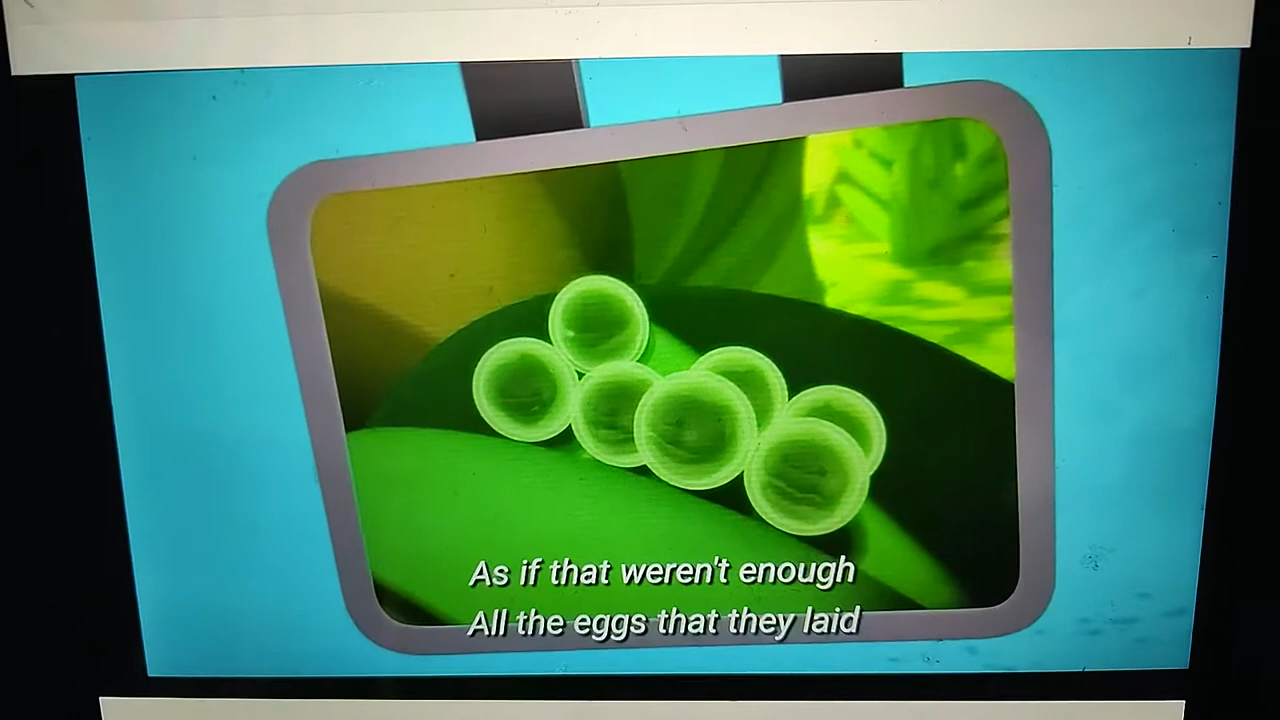 As if that weren't enough
All the eggs that they laid